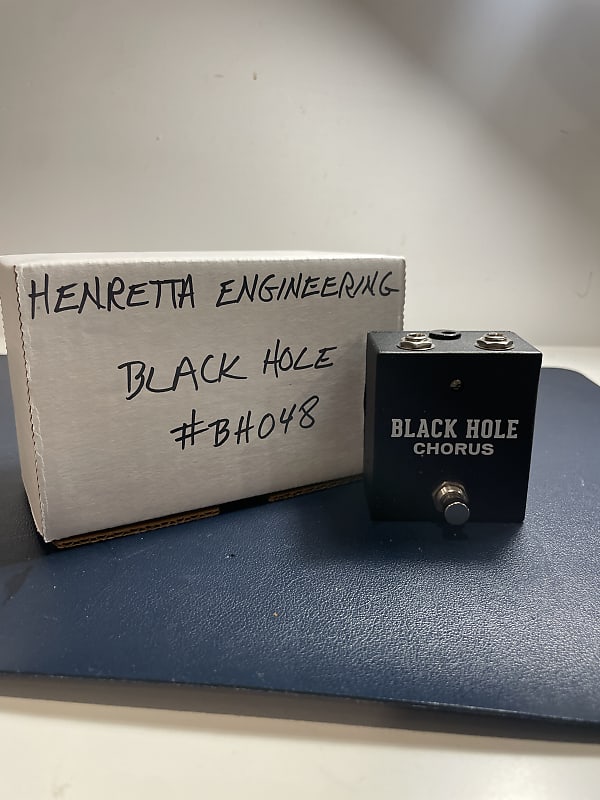 HENRETTA ENGINEERING
BLACK HOLE
#BH048
BLACK HOLE
CHORUS